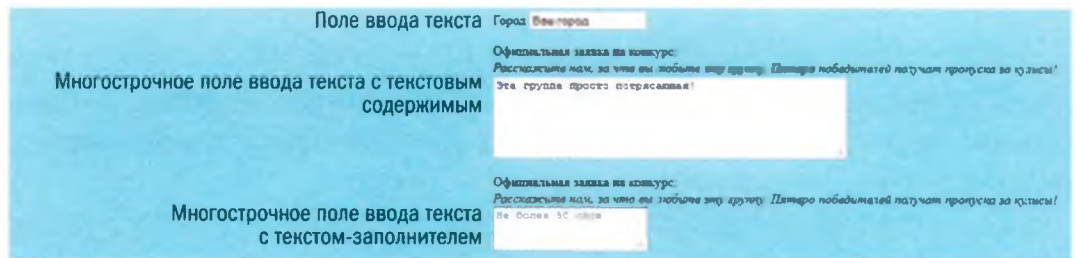 Поле ввода текста Город Ваш город
Официальная заявка на конкурс:
Расскажите нам, за что вы любите эту группу. Пятеро победителей получат пропуска за кулисы!
Многострочное поле ввода текста с текстовым содержимым
Эта группа просто потрясающая!
Официальная заявка на конкурс:
Расскажите нам, за что вы любите эту группу. Пятеро победителей получат пропуска за кулисы!
Многострочное поле ввода текста
с текстом-заполнителем
Не более 50 слов